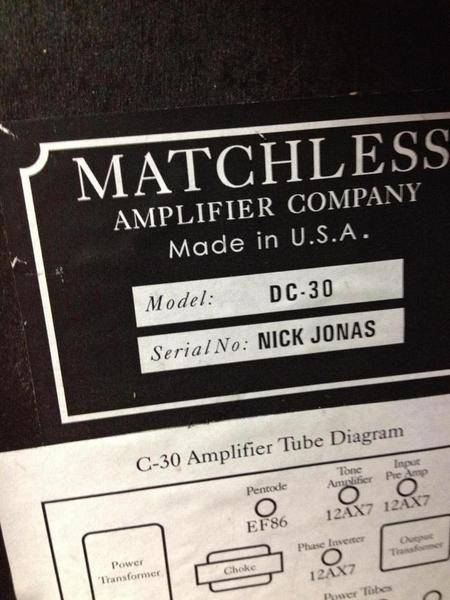 MATCHLESS
AMPLIFIER COMPANY
Made in U.S.A.
Model: DC-30
Serial No: NICK JONAS
C-30 Amplifier Tube Diagram
Pentode
EF86
Tone
Amplifier
12AX7
Input
Pre Amp
12AX7
Power
Transformer
Choke
Phase Inverter
12AX7
Output
Transformer
Power Tubes